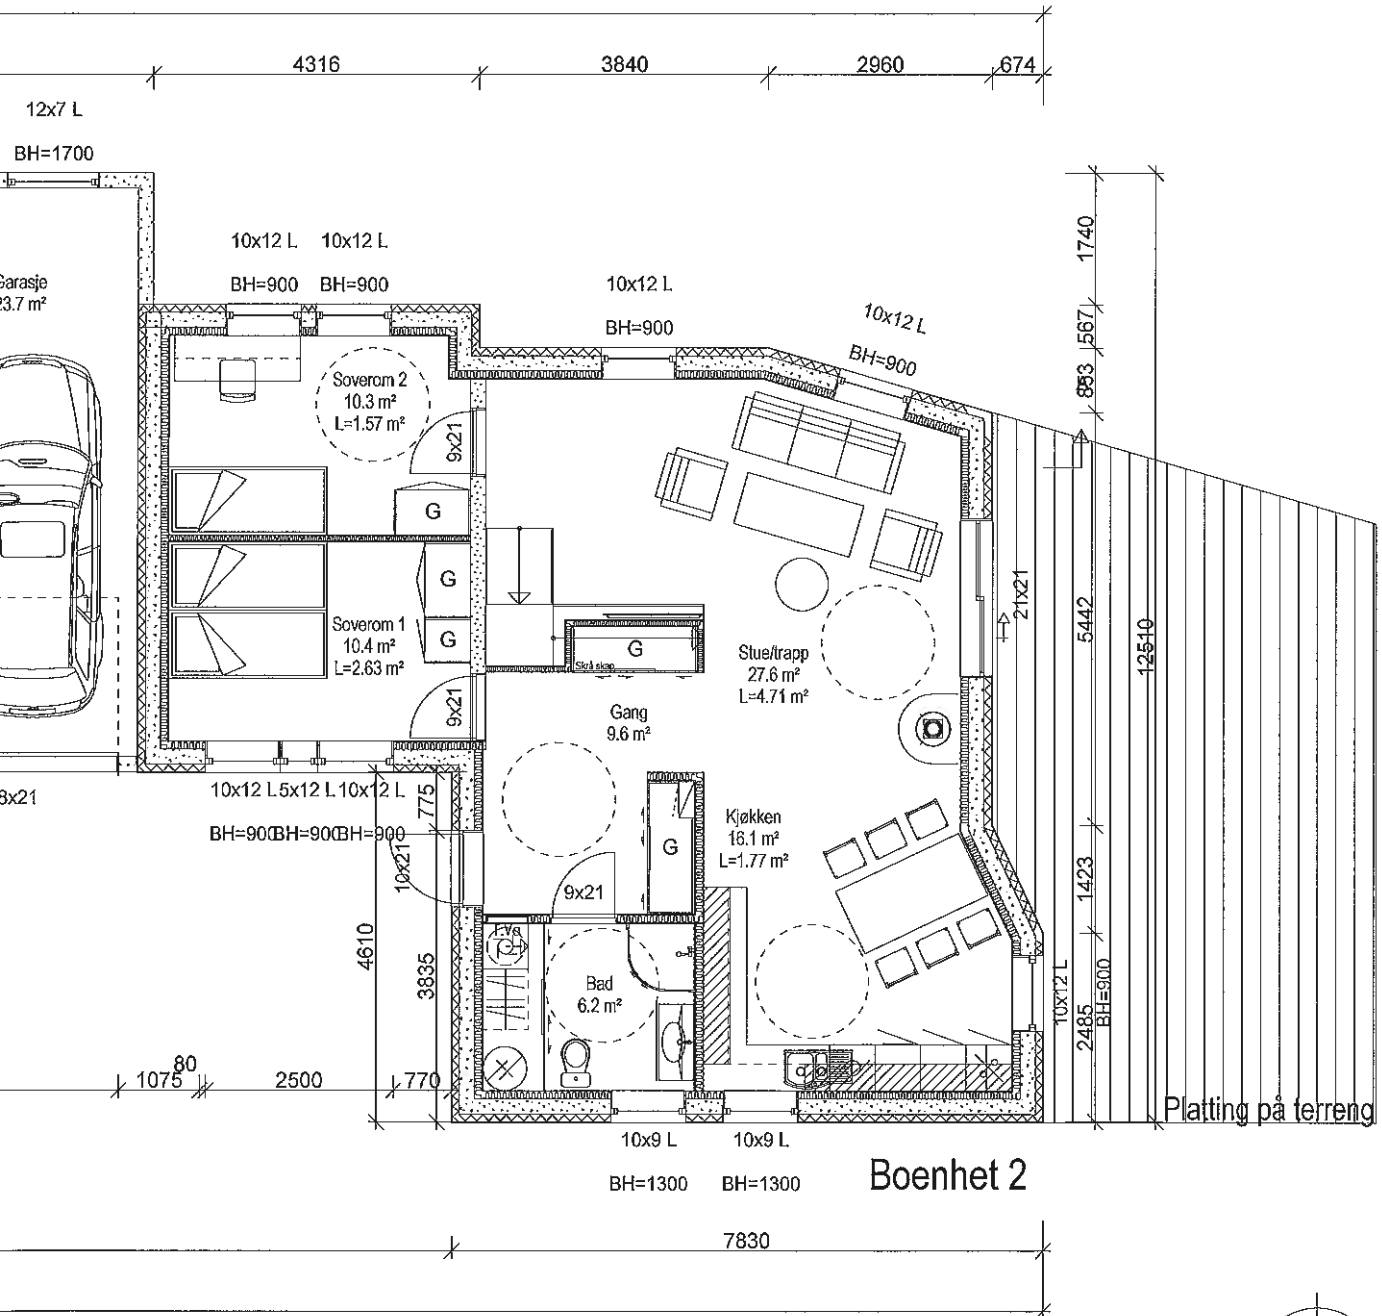 4316
3840
2960
674
12x7 L
BH=1700
10x12 L
10x12 L
BH=900
BH=900
10x12 L
BH=900
10x12 L
BH=900
1740
567
853
5442
12510
1423
2485
Garasje
23.7 m²
Soverom 2
10.3 m²
L=1.57 m²
9x21
G
G
G
Soverom 1
10.4 m²
L=2.63 m²
9x21
G
Skrå skap
Stue/trapp
27.6 m²
L=4.71 m²
21x21
Gang
9.6 m²
8x21
10x12 L
5x12 L
10x12 L
BH=900
BH=900
BH=900
775
10x21
G
Kjøkken
16.1 m²
L=1.77 m²
9x21
4610
3835
Bad
6.2 m²
10x12 L
BH=900
80
1075
2500
770
Platting på terreng
10x9 L
10x9 L
BH=1300
BH=1300
Boenhet 2
7830